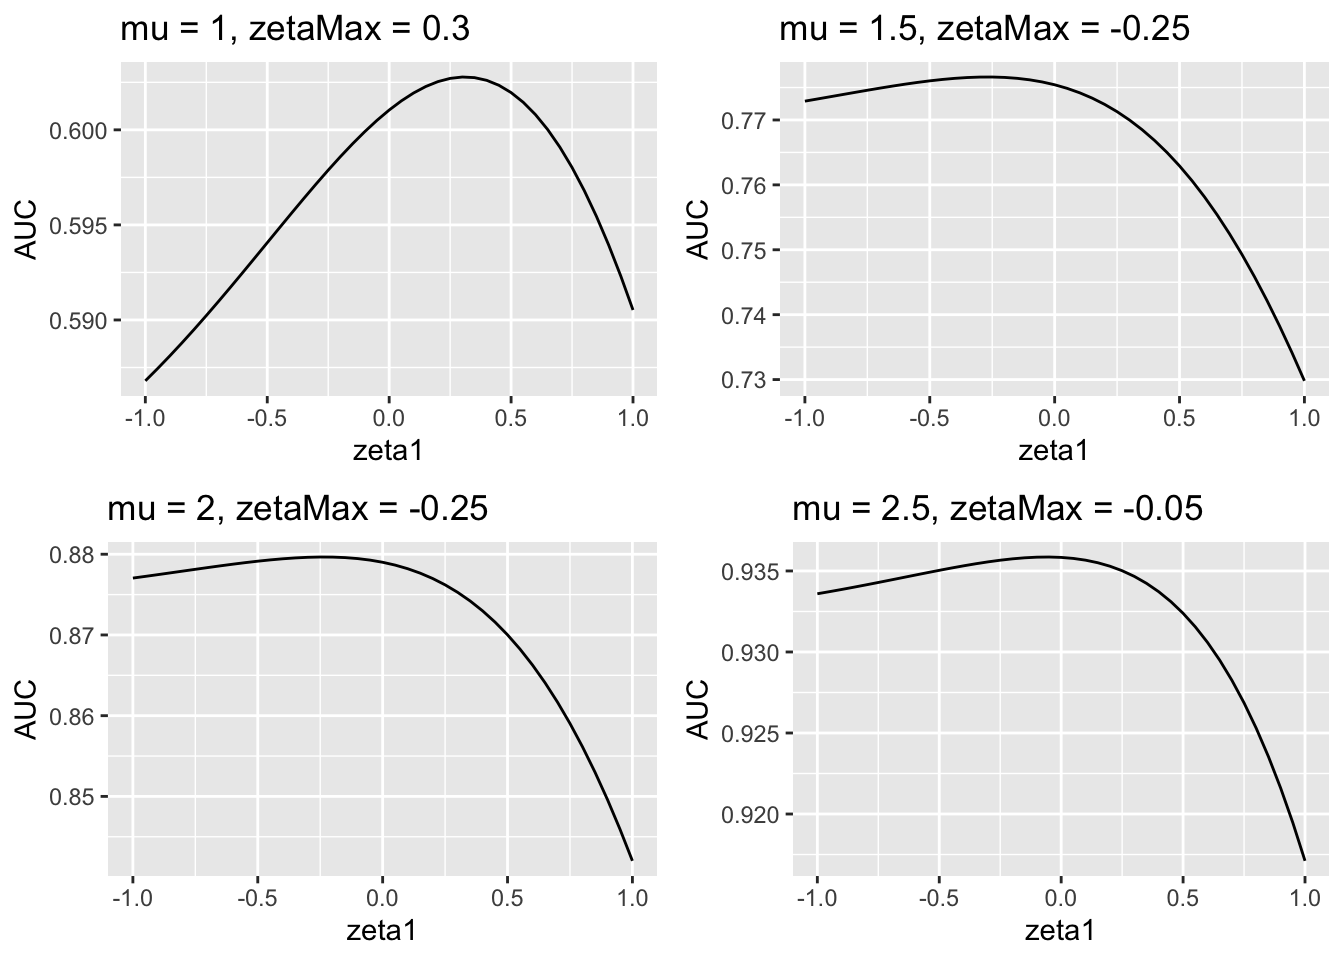 mu = 1, zetaMax = 0.3
AUC
0.600
0.595
0.590
-1.0 -0.5 0.0 0.5 1.0
zeta1
mu = 1.5, zetaMax = -0.25
AUC
0.77
0.76
0.75
0.74
0.73
-1.0 -0.5 0.0 0.5 1.0
zeta1
mu = 2, zetaMax = -0.25
AUC
0.88
0.87
0.86
0.85
-1.0 -0.5 0.0 0.5 1.0
zeta1
mu = 2.5, zetaMax = -0.05
AUC
0.935
0.930
0.925
0.920
-1.0 -0.5 0.0 0.5 1.0
zeta1